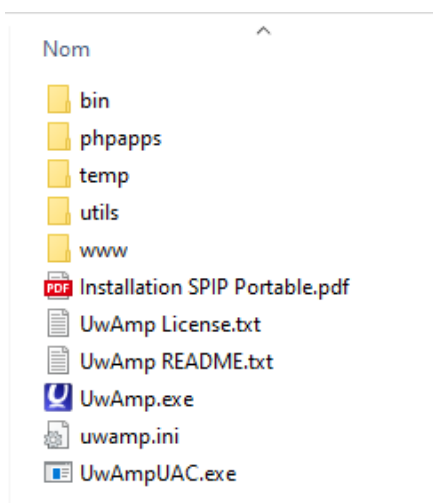 Nom
bin
phpapps
temp
utils
www
PDF
Installation SPIP Portable.pdf
UwAmp License.txt
UwAmp README.txt
UwAmp.exe
uwamp.ini
UwAmpUAC.exe